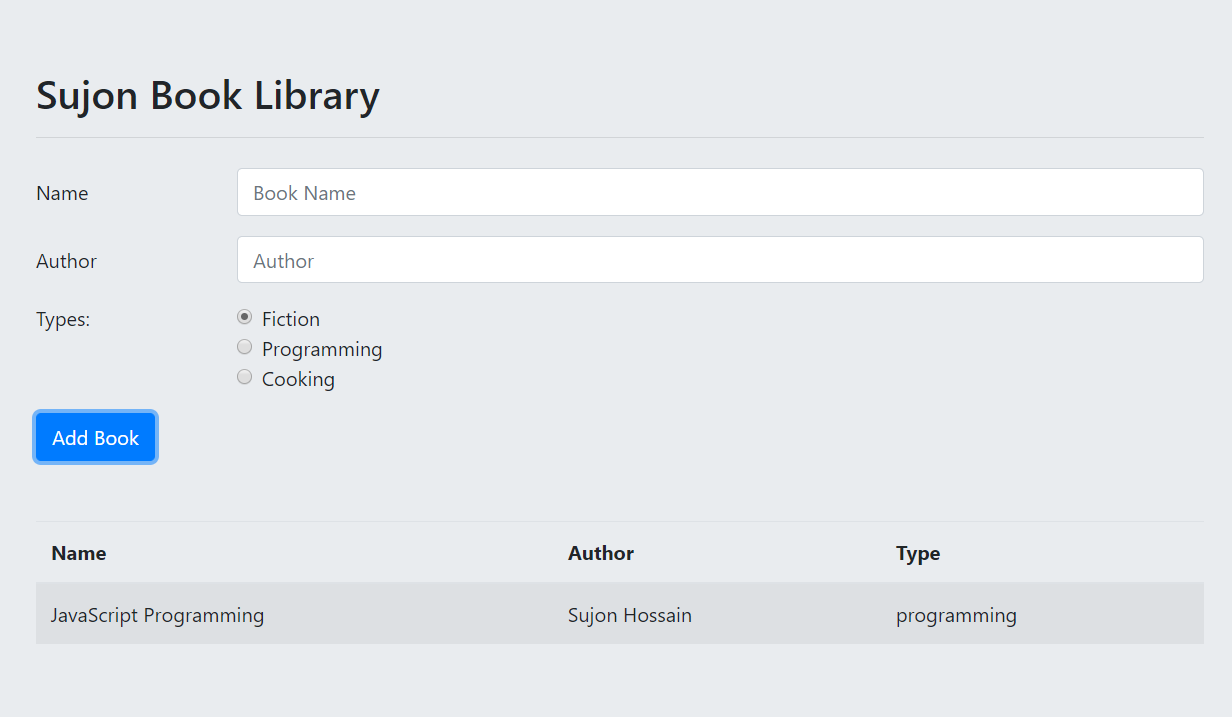 Sujon Book Library
Name
Book Name
Author
Author
Types:
Fiction
Programming
Cooking
Add Book
Name Author Type
JavaScript Programming Sujon Hossain programming